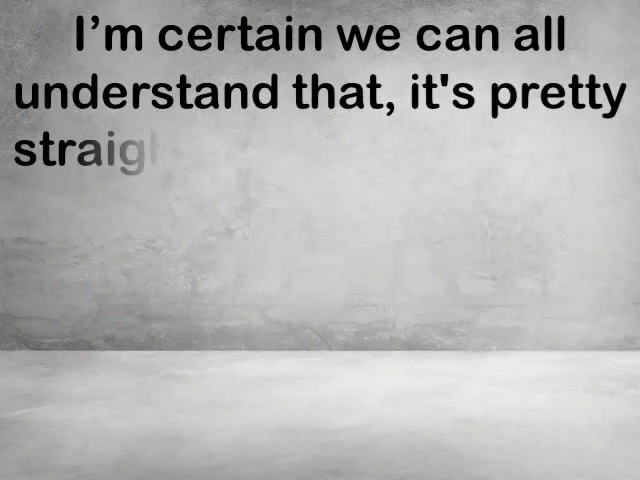 I’m certain we can all
understand that, it's pretty
straig